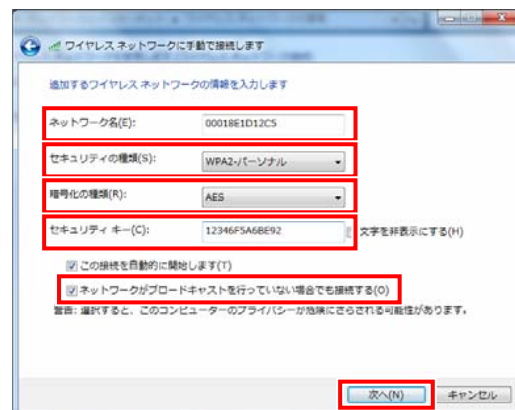 ワイヤレス ネットワークに手動で接続します
追加するワイヤレス ネットワークの情報を入力します
ネットワーク名(E): 00018E1D12C5
セキュリティの種類(S): WPA2-パーソナル
暗号化の種類(R): AES
セキュリティ キー(C): 12346F5A6BE92 文字を非表示にする(H)
この接続を自動的に開始します(T)
ネットワークがブロードキャストを行っていない場合でも接続する(O)
警告: 選択すると、このコンピューターのプライバシーが危険にさらされる可能性があります。
次へ(N) キャンセル